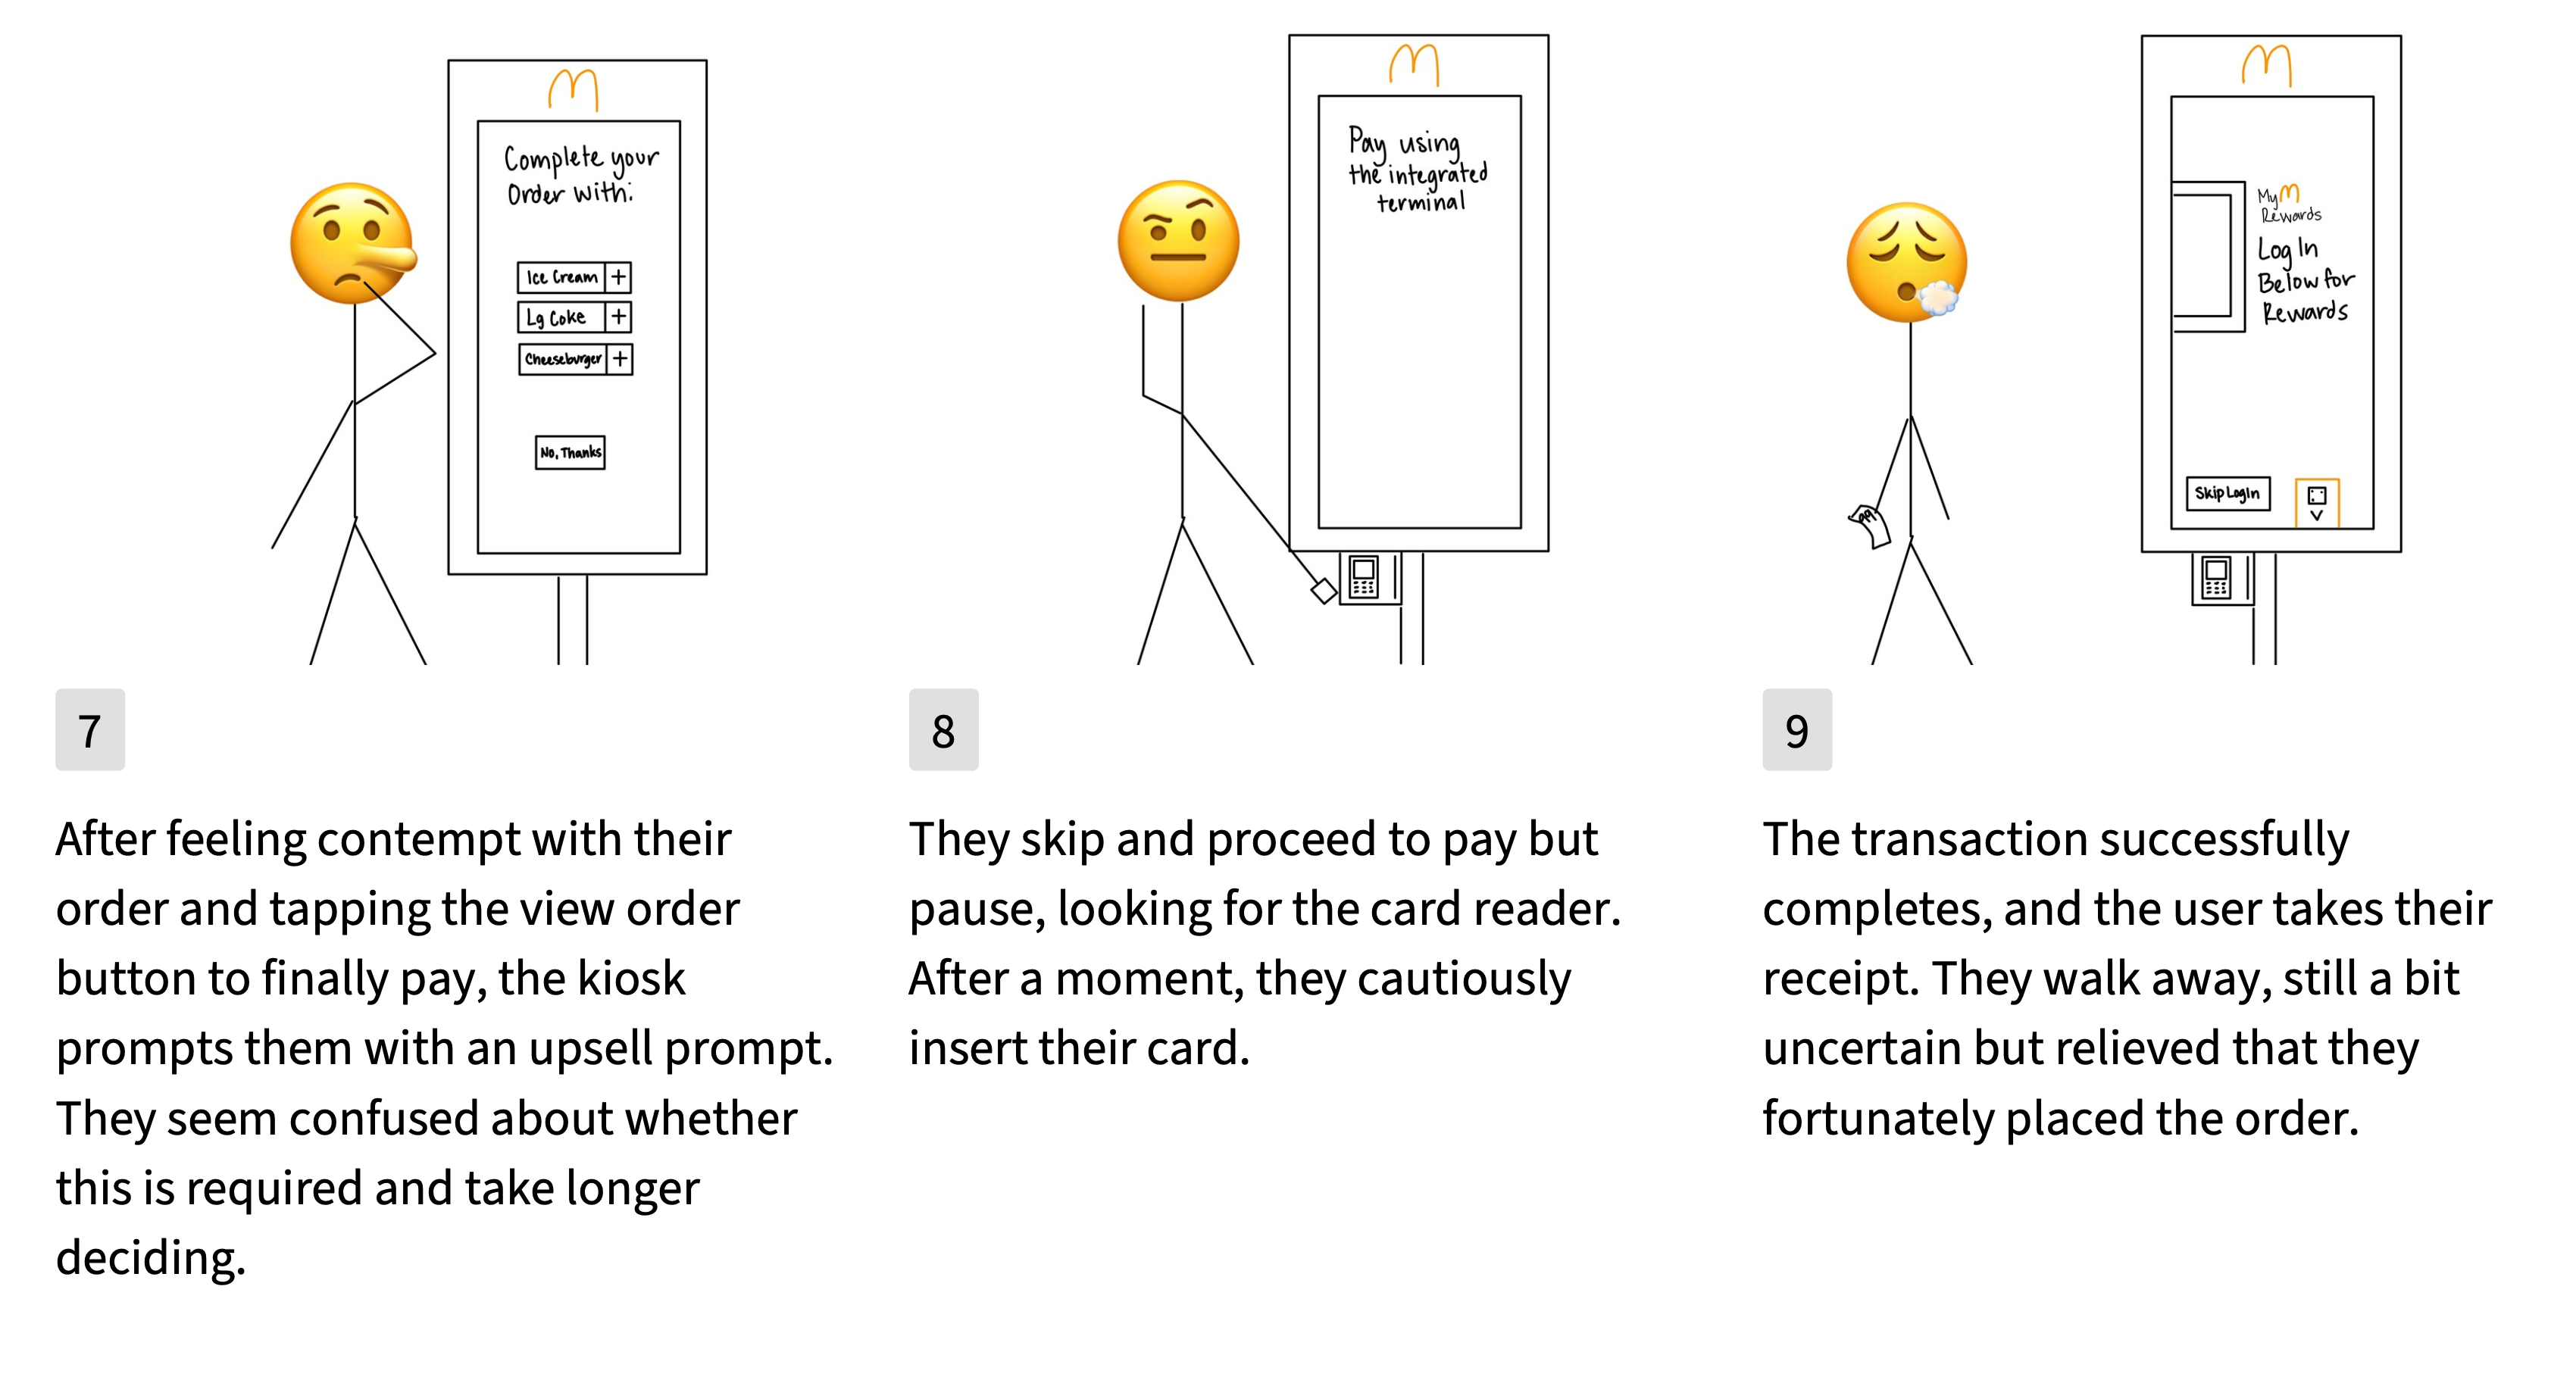 Complete your
Order with:
Ice Cream +
Lg Coke +
Cheeseburger +
No, Thanks
7
After feeling contempt with their
order and tapping the view order
button to finally pay, the kiosk
prompts them with an upsell prompt.
They seem confused about whether
this is required and take longer
deciding.
Pay using
the integrated
terminal
8
They skip and proceed to pay but
pause, looking for the card reader.
After a moment, they cautiously
insert their card.
My M
Rewards
Log In
Below for
Rewards
Skip LogIn
99
9
The transaction successfully
completes, and the user takes their
receipt. They walk away, still a bit
uncertain but relieved that they
fortunately placed the order.